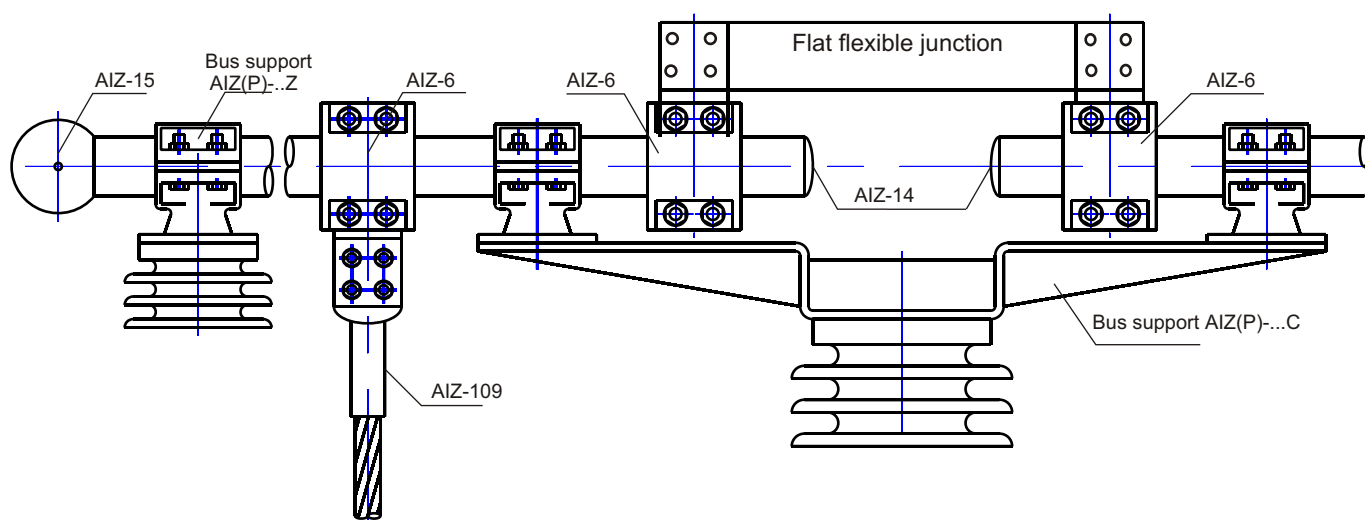 Flat flexible junction
Bus support
AIZ(P)-..Z
AIZ-15
AIZ-6
AIZ-6
AIZ-6
AIZ-14
Bus support AIZ(P)-...C
AIZ-109